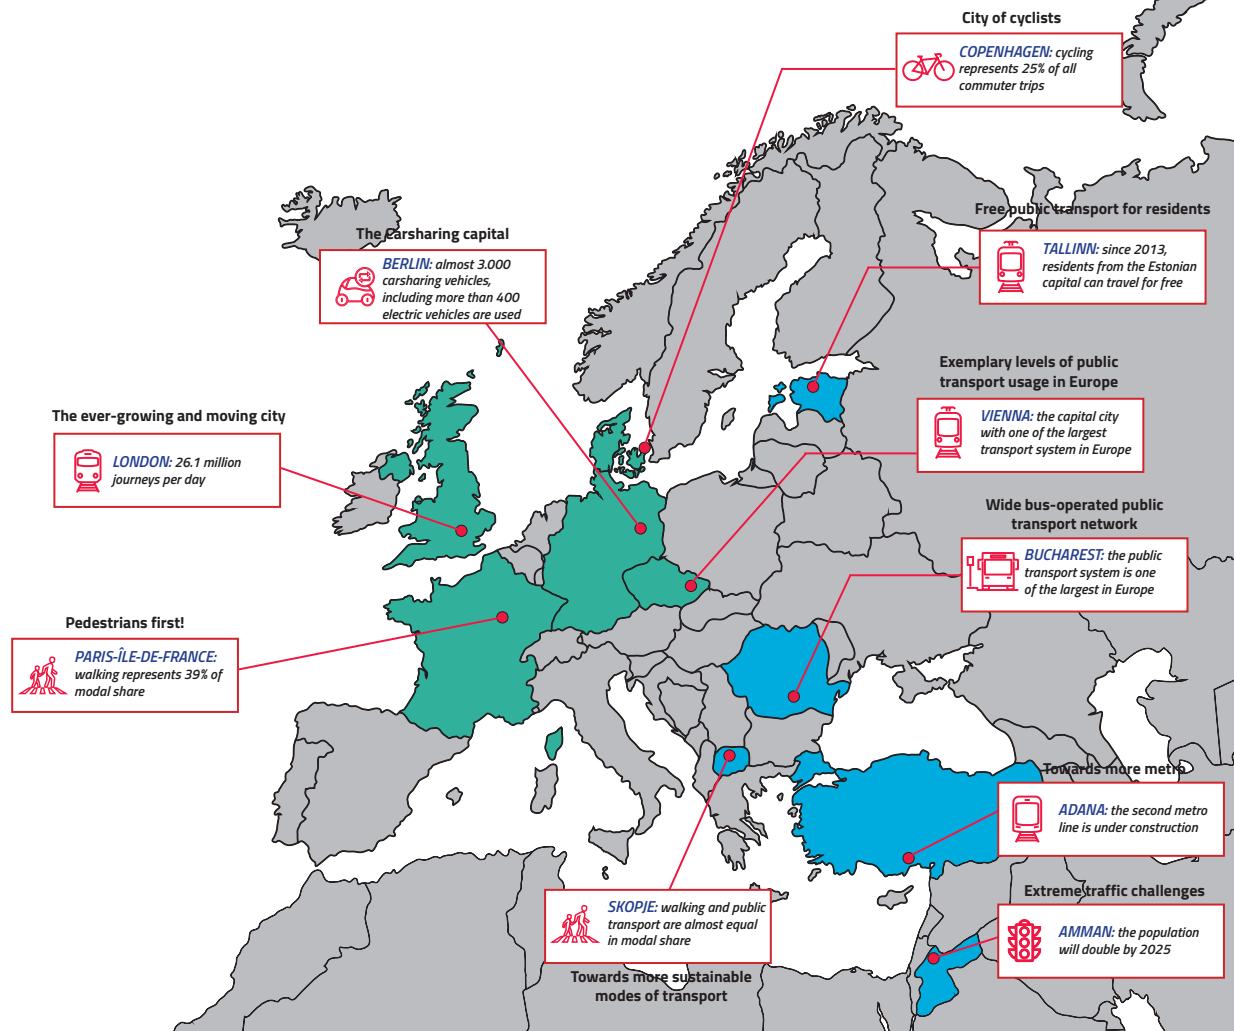 City of cyclists
COPENHAGEN: cycling
represents 25% of all
commuter trips
Free public transport for residents
TALLINN: since 2013,
residents from the Estonian
capital can travel for free
The Carsharing capital
BERLIN: almost 3.000
carsharing vehicles,
including more than 400
electric vehicles are used
Exemplary levels of public
transport usage in Europe
VIENNA: the capital city
with one of the largest
transport system in Europe
The ever-growing and moving city
LONDON: 26.1 million
journeys per day
Wide bus-operated public
transport network
BUCHAREST: the public
transport system is one
of the largest in Europe
Pedestrians first!
PARIS-ÎLE-DE-FRANCE:
walking represents 39% of
modal share
Towards more metro
ADANA: the second metro
line is under construction
Extreme traffic challenges
AMMAN: the population
will double by 2025
SKOPJE: walking and public
transport are almost equal
in modal share
Towards more sustainable
modes of transport